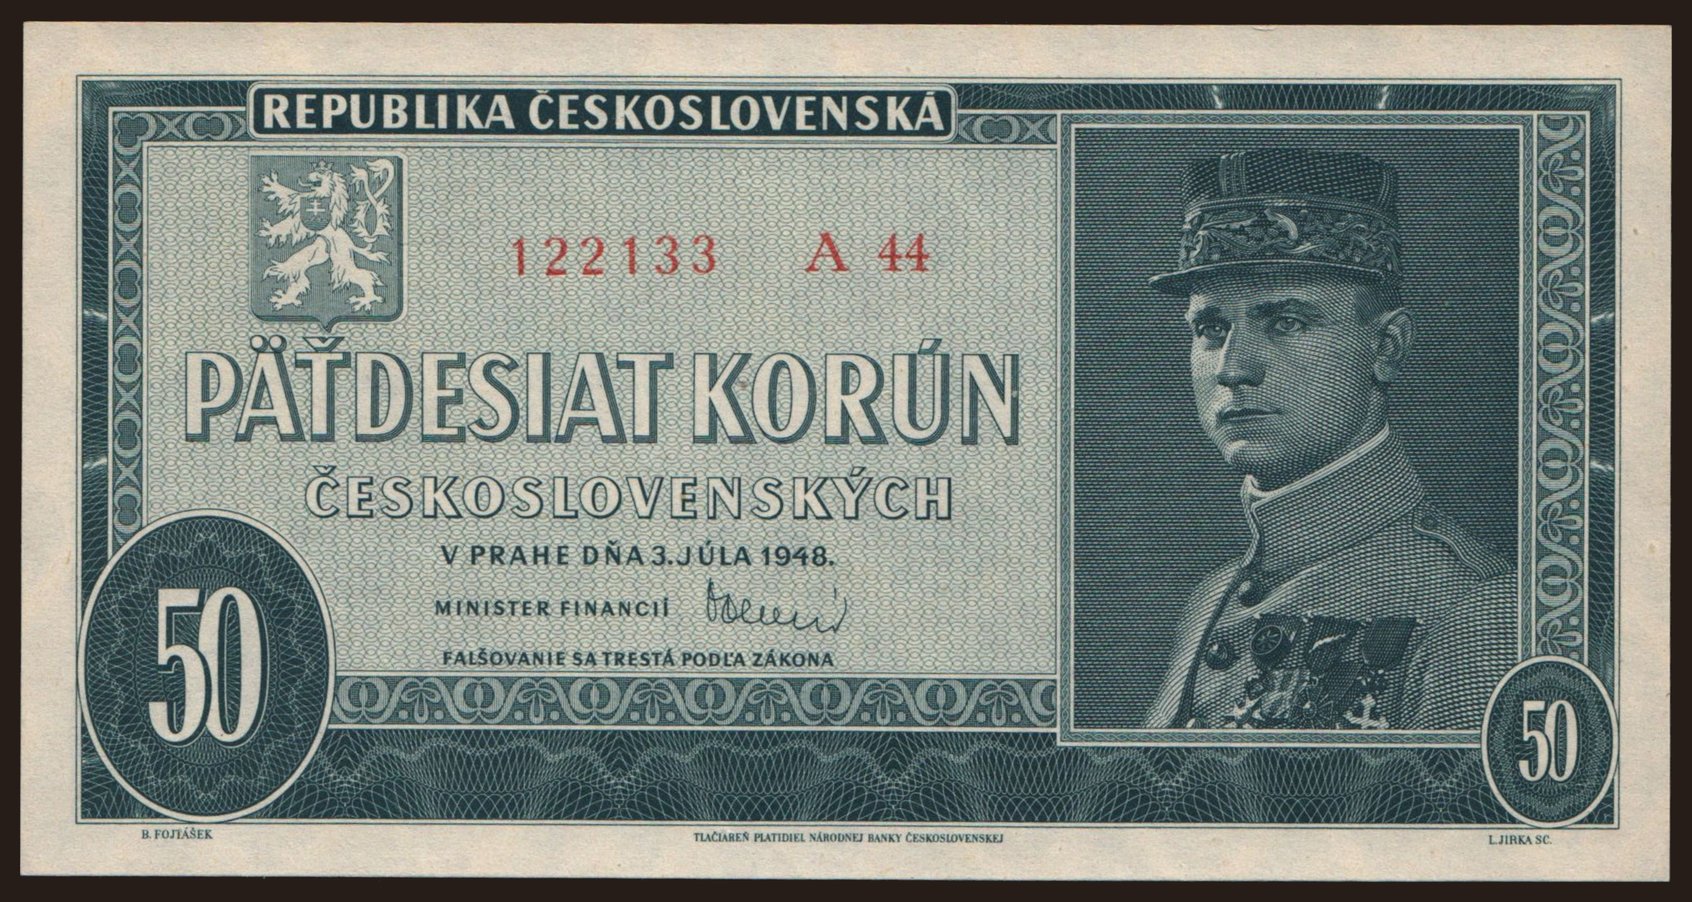 REPUBLIKA ČESKOSLOVENSKÁ
122133 A 44
PÄŤDESIAT KORÚN
ČESKOSLOVENSKÝCH
V PRAHE DŇA 3. JÚLA 1948.
MINISTER FINANCIÍ
FALŠOVANIE SA TRESTÁ PODĽA ZÁKONA
50
50
B. FOJTÁŠEK
TLAČIAREŇ PLATIDIEL NÁRODNEJ BANKY ČESKOSLOVENSKEJ
L. JIRKA SC.